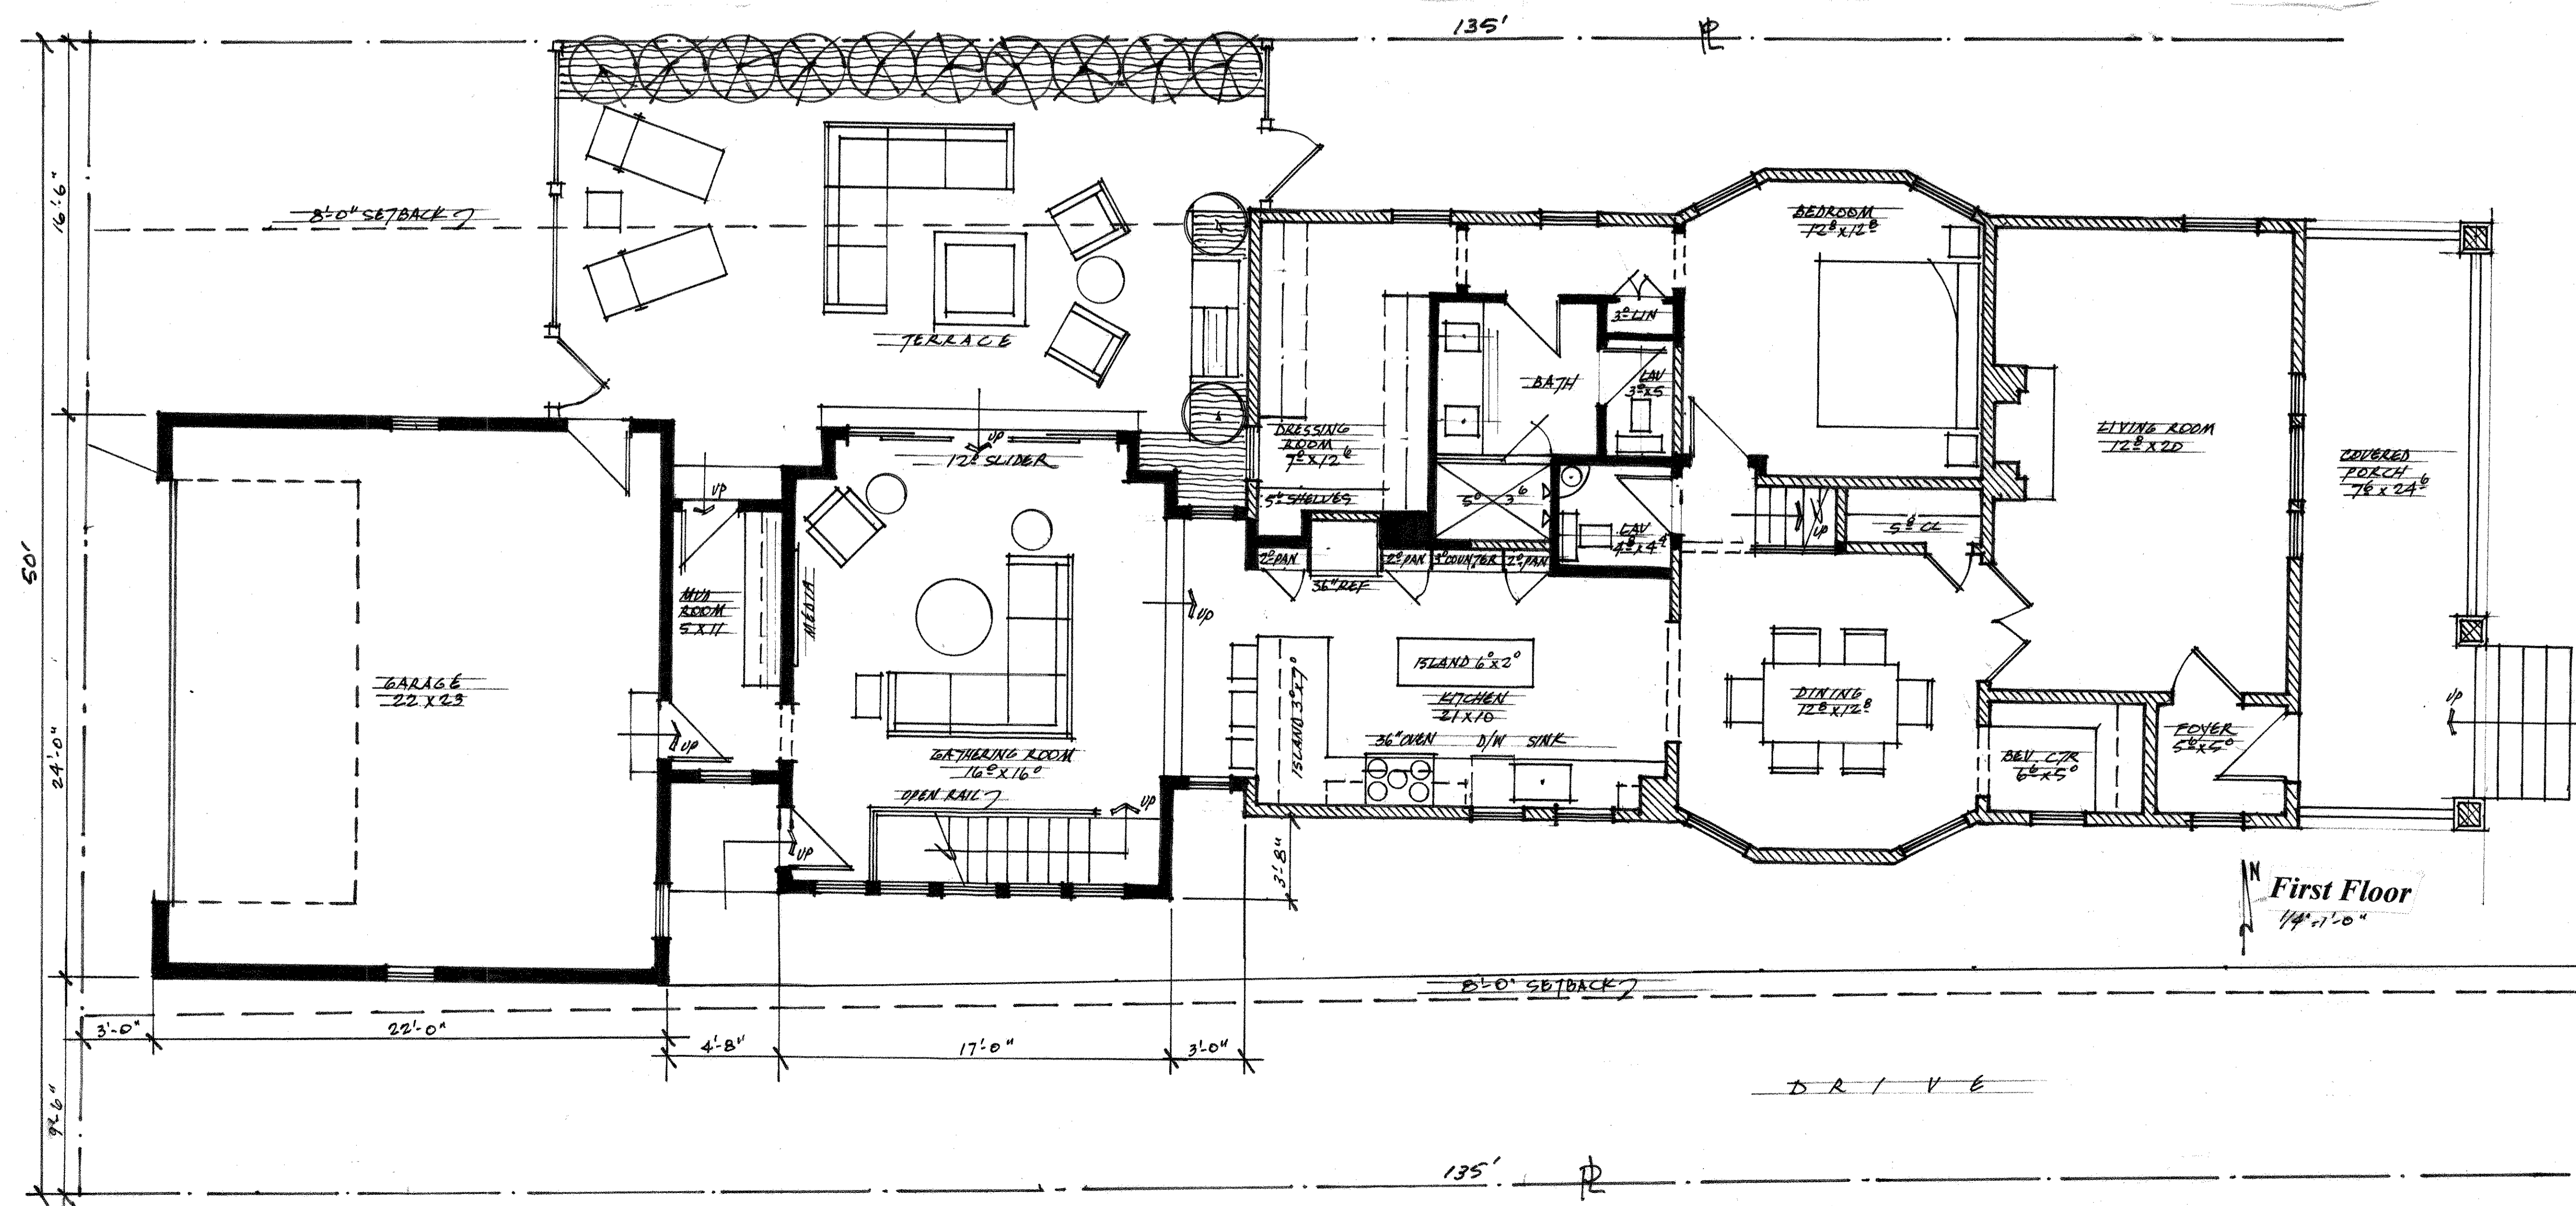 135'
PL
16'-6"
8'-0" SETBACK
BEDROOM
12⁸ x 12⁸
3⁰ LIN
TERRACE
UP
12⁰ SLIDER
DRESSING
ROOM
7⁰ x 12⁶
BATH
LAV
3⁰ x 5
LIVING ROOM
12⁸ x 20
COVERED
PORCH
7⁶ x 24⁶
UP
5⁶ SHELVES
5⁰ 3⁶
LAV
4⁸ x 4⁴
UP
5⁸ CL
50'
2⁰ PAN
36" REF
2⁰ PAN
3⁰ COUNTER
2⁰ PAN
MUD
ROOM
5 x 11
MEDIA
UP
GARAGE
22 x 23
ISLAND 3⁰ x 7⁰
ISLAND 6⁰ x 2⁰
KITCHEN
21 x 10
DINING
12⁸ x 12⁸
UP
UP
GATHERING ROOM
16⁰ x 16⁰
36" OVEN
D/W
SINK
BEV. CTR
6⁶ x 5⁰
FOYER
5⁶ x 5⁰
24'-0"
OPEN RAIL
UP
UP
3'-8"
N
First Floor
1/4" = 1'-0"
8'-0" SETBACK
3'-0"
22'-0"
4'-8"
17'-0"
3'-0"
9'-6"
DRIVE
135'
PL